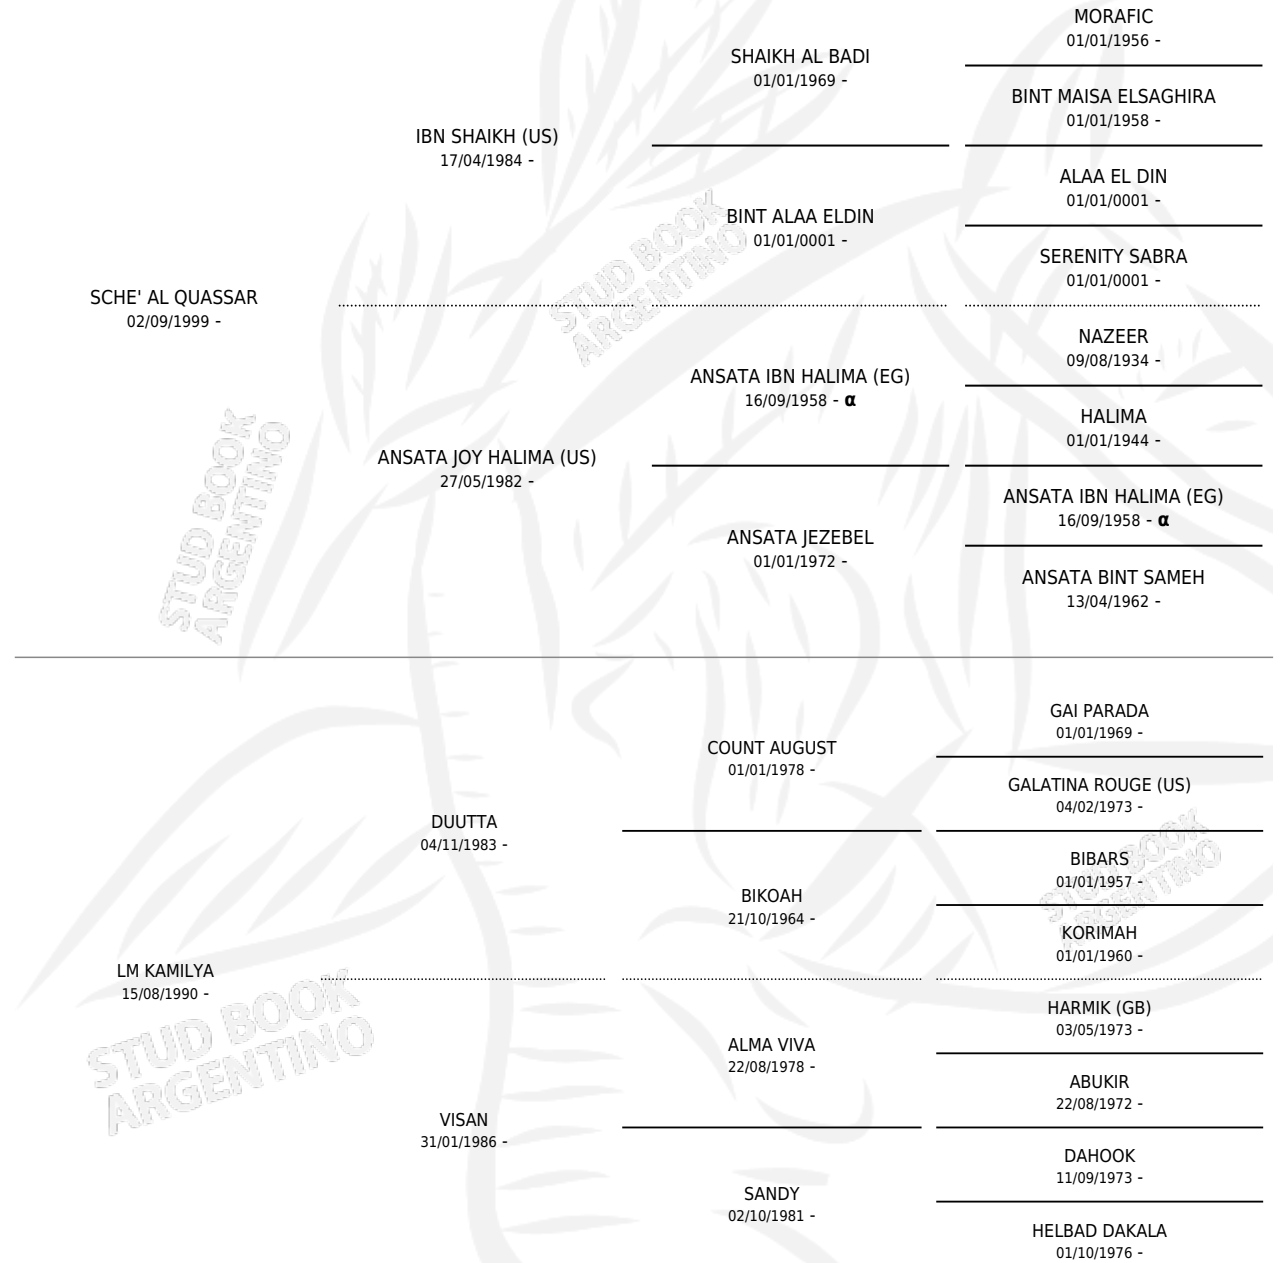 MORAFIC
01/01/1956 -
SHAIKH AL BADI
01/01/1969 -
BINT MAISA ELSAGHIRA
01/01/1958 -
IBN SHAIKH (US)
17/04/1984 -
ALAA EL DIN
01/01/0001 -
BINT ALAA ELDIN
01/01/0001 -
SERENITY SABRA
01/01/0001 -
SCHE' AL QUASSAR
02/09/1999 -
NAZEER
09/08/1934 -
ANSATA IBN HALIMA (EG)
16/09/1958 - α
HALIMA
01/01/1944 -
ANSATA JOY HALIMA (US)
27/05/1982 -
ANSATA IBN HALIMA (EG)
16/09/1958 - α
ANSATA JEZEBEL
01/01/1972 -
ANSATA BINT SAMEH
13/04/1962 -
GAI PARADA
01/01/1969 -
COUNT AUGUST
01/01/1978 -
GALATINA ROUGE (US)
04/02/1973 -
DUUTTA
04/11/1983 -
BIBARS
01/01/1957 -
BIKOAH
21/10/1964 -
KORIMAH
01/01/1960 -
LM KAMILYA
15/08/1990 -
HARMIK (GB)
03/05/1973 -
ALMA VIVA
22/08/1978 -
ABUKIR
22/08/1972 -
VISAN
31/01/1986 -
DAHOOK
11/09/1973 -
SANDY
02/10/1981 -
HELBAD DAKALA
01/10/1976 -
STUD BOOK
ARGENTINO
STUD BOOK
ARGENTINO
STUD BOOK
ARGENTINO
STUD BOOK
ARGENTINO